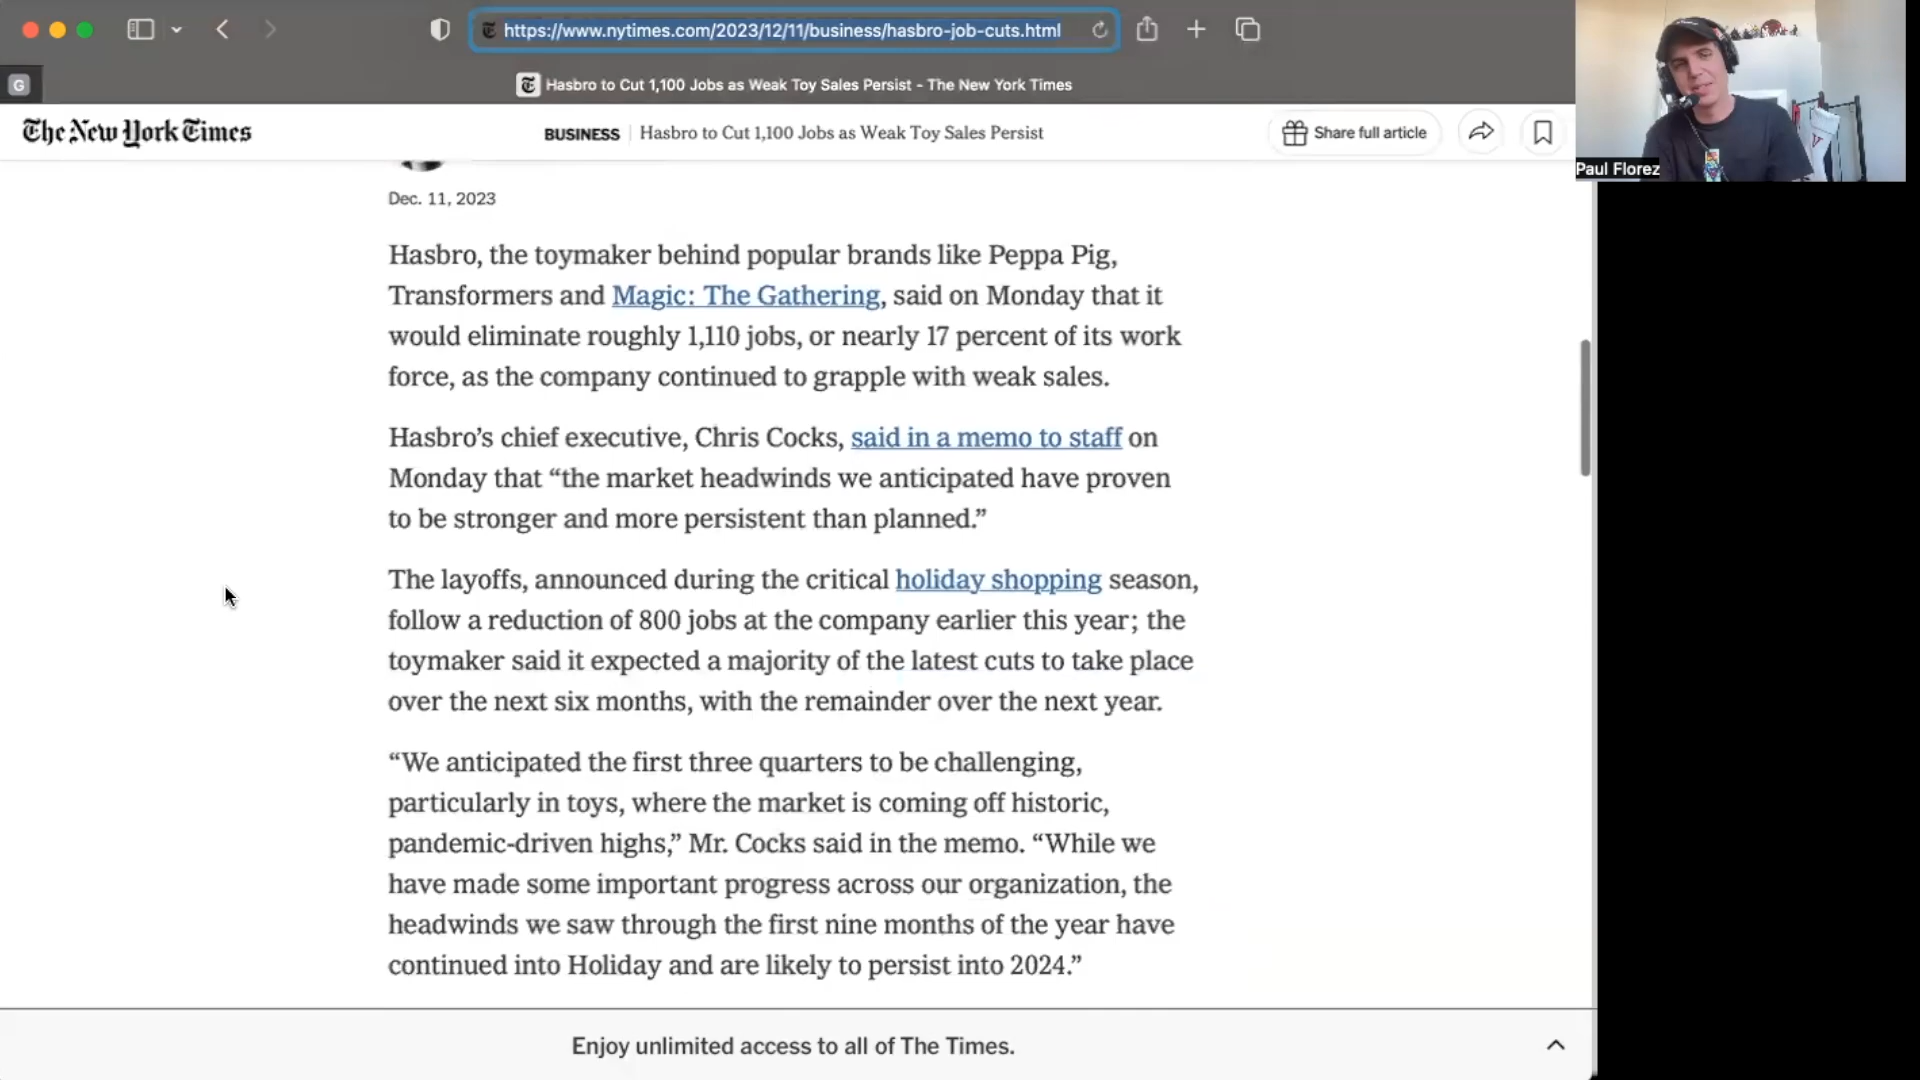 https://www.nytimes.com/2023/12/11/business/hasbro-job-cuts.html
G
Hasbro to Cut 1,100 Jobs as Weak Toy Sales Persist - The New York Times
The New York Times
BUSINESS | Hasbro to Cut 1,100 Jobs as Weak Toy Sales Persist
Share full article
Paul Florez
Dec. 11, 2023
Hasbro, the toymaker behind popular brands like Peppa Pig,
Transformers and Magic: The Gathering, said on Monday that it
would eliminate roughly 1,110 jobs, or nearly 17 percent of its work
force, as the company continued to grapple with weak sales.
Hasbro’s chief executive, Chris Cocks, said in a memo to staff on
Monday that “the market headwinds we anticipated have proven
to be stronger and more persistent than planned.”
The layoffs, announced during the critical holiday shopping season,
follow a reduction of 800 jobs at the company earlier this year; the
toymaker said it expected a majority of the latest cuts to take place
over the next six months, with the remainder over the next year.
“We anticipated the first three quarters to be challenging,
particularly in toys, where the market is coming off historic,
pandemic-driven highs,” Mr. Cocks said in the memo. “While we
have made some important progress across our organization, the
headwinds we saw through the first nine months of the year have
continued into Holiday and are likely to persist into 2024.”
Enjoy unlimited access to all of The Times.